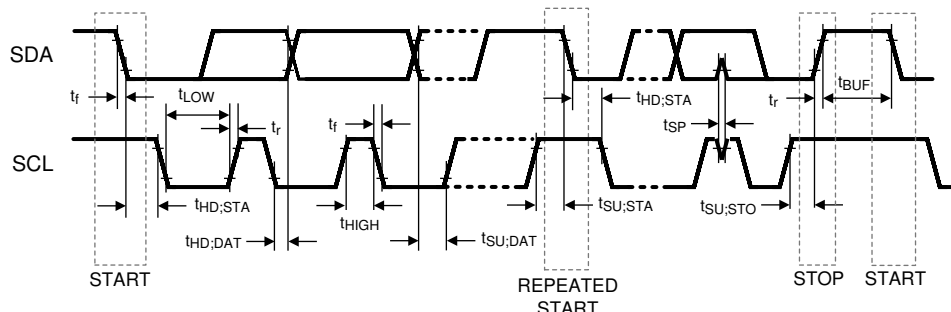 SDA
t_f
t_LOW
t_r
t_f
t_HD;STA
t_SP
t_r
t_BUF
SCL
t_HD;STA
t_HD;DAT
t_HIGH
t_SU;DAT
t_SU;STA
t_SU;STO
START
REPEATED
START
STOP
START